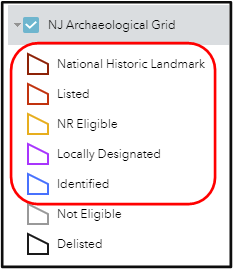 NJ Archaeological Grid
National Historic Landmark
Listed
NR Eligible
Locally Designated
Identified
Not Eligible
Delisted